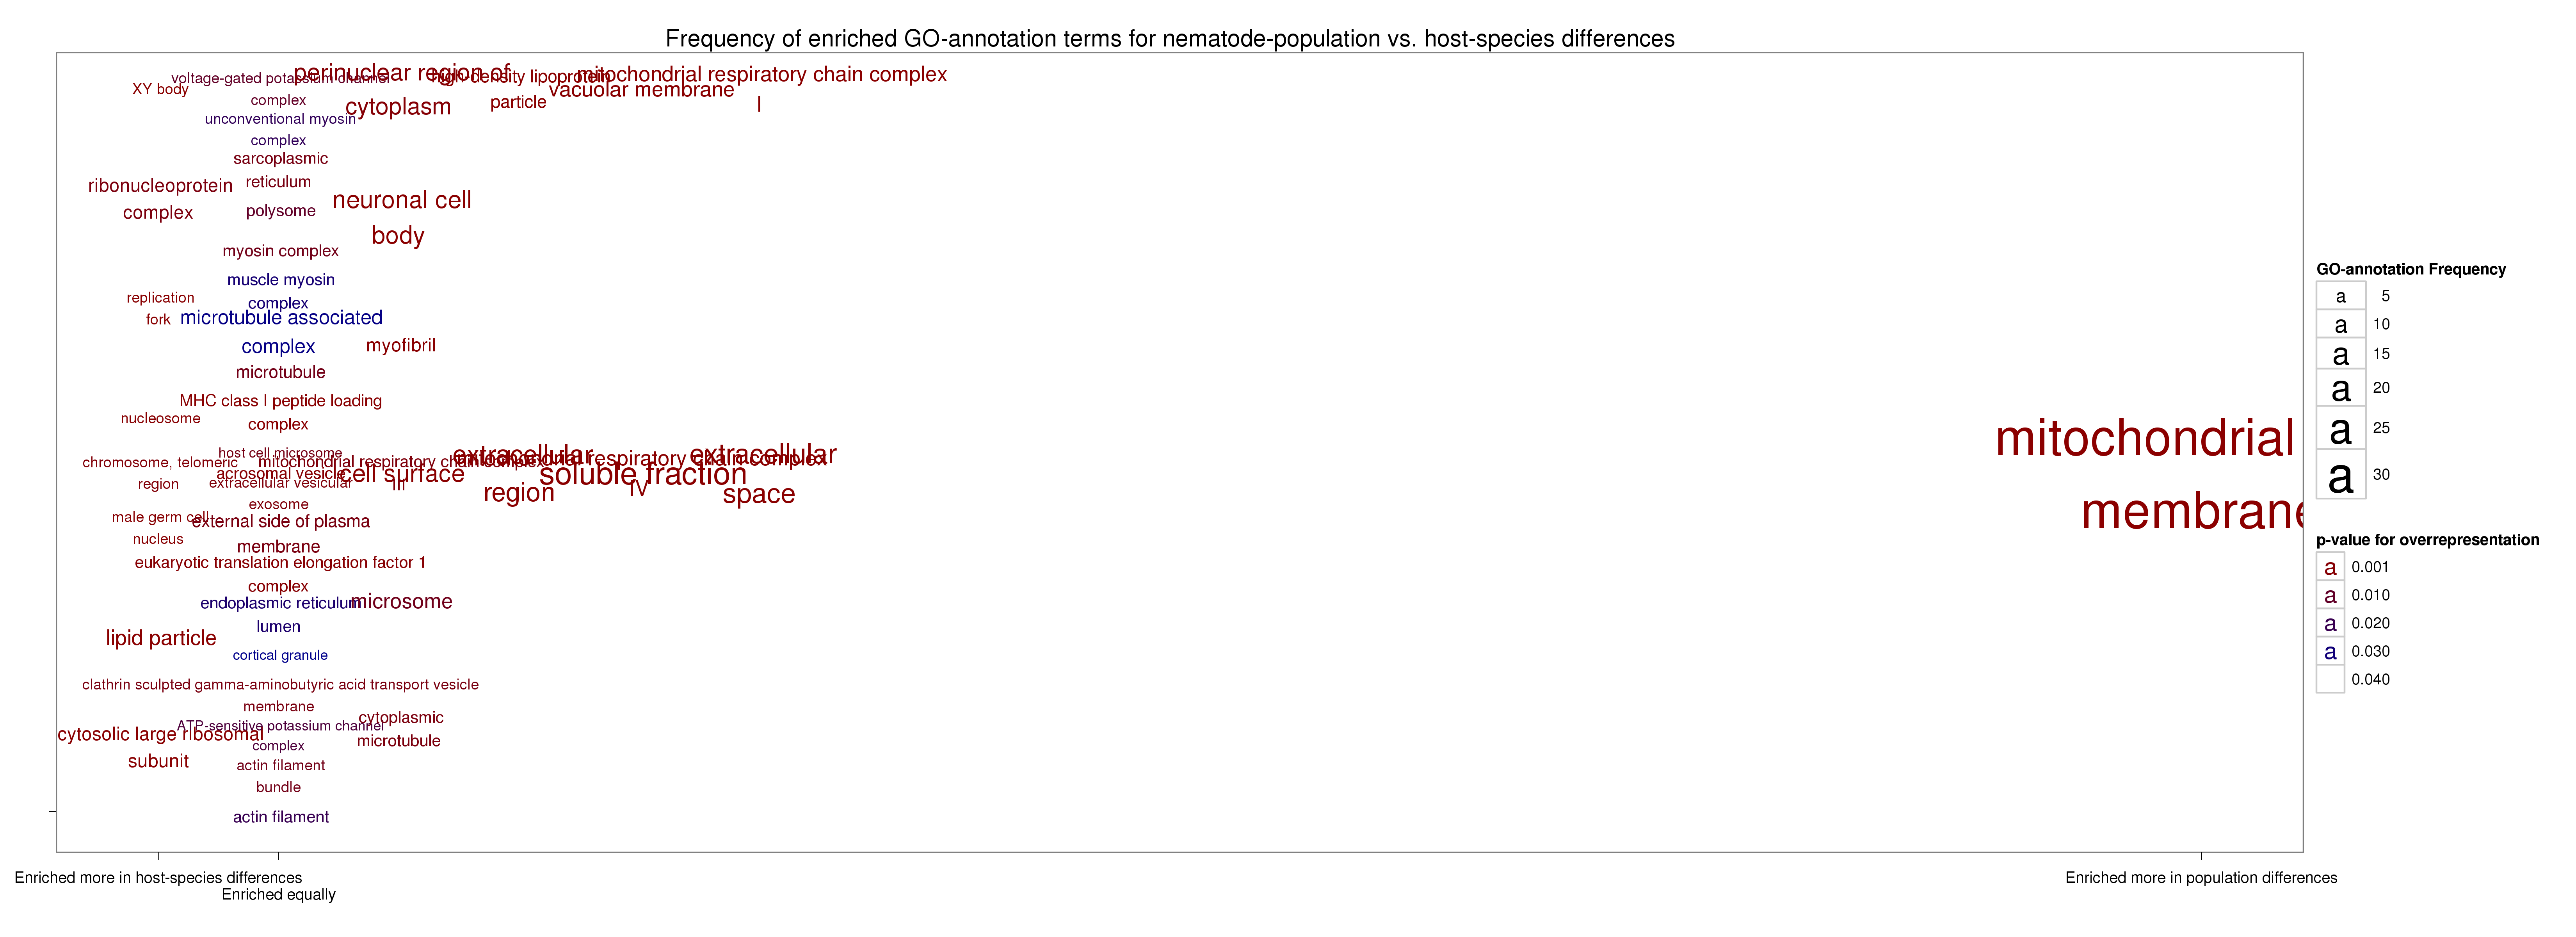 Frequency of enriched GO-annotation terms for nematode-population vs. host-species differences
perinuclear region of
cytoplasm
voltage-gated potassium channel
complex
high-density lipoprotein
particle
mitochondrial respiratory chain complex
I
vacuolar membrane
XY body
unconventional myosin
complex
sarcoplasmic
reticulum
ribonucleoprotein
complex
polysome
neuronal cell
body
myosin complex
muscle myosin
complex
replication
fork
microtubule associated
complex
myofibril
microtubule
MHC class I peptide loading
complex
nucleosome
host cell microsome
chromosome, telomeric
region
mitochondrial respiratory chain complex
III
acrosomal vesicle
extracellular vesicular
exosome
cell surface
extracellular
region
mitochondrial respiratory chain complex
IV
soluble fraction
extracellular
space
mitochondrial
membrane
male germ cell
nucleus
external side of plasma
membrane
eukaryotic translation elongation factor 1
complex
endoplasmic reticulum
lumen
microsome
lipid particle
cortical granule
clathrin sculpted gamma-aminobutyric acid transport vesicle
membrane
cytoplasmic
microtubule
ATP-sensitive potassium channel
complex
cytosolic large ribosomal
subunit
actin filament
bundle
actin filament
Enriched more in host-species differences
Enriched equally
Enriched more in population differences
GO-annotation Frequency
a 5
a 10
a 15
a 20
a 25
a 30
p-value for overrepresentation
a 0.001
a 0.010
a 0.020
a 0.030
0.040